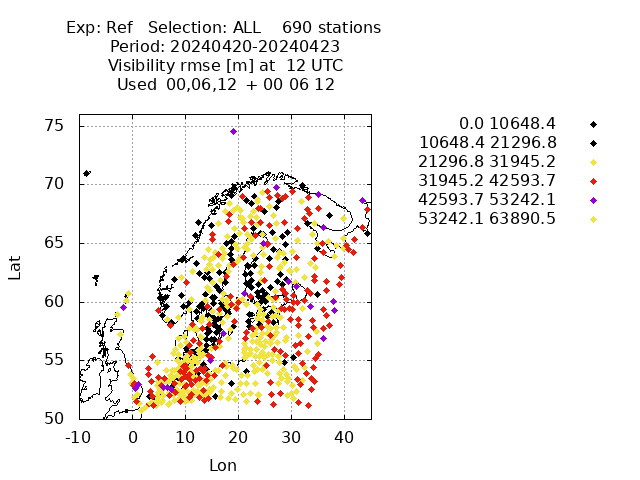 Exp: Ref   Selection: ALL    690 stations
Period: 20240420-20240423
Visibility rmse [m] at  12 UTC
Used  00,06,12  + 00 06 12
0.0 10648.4
10648.4 21296.8
21296.8 31945.2
31945.2 42593.7
42593.7 53242.1
53242.1 63890.5
75
70
65
60
55
50
Lat
-10 0 10 20 30 40
Lon